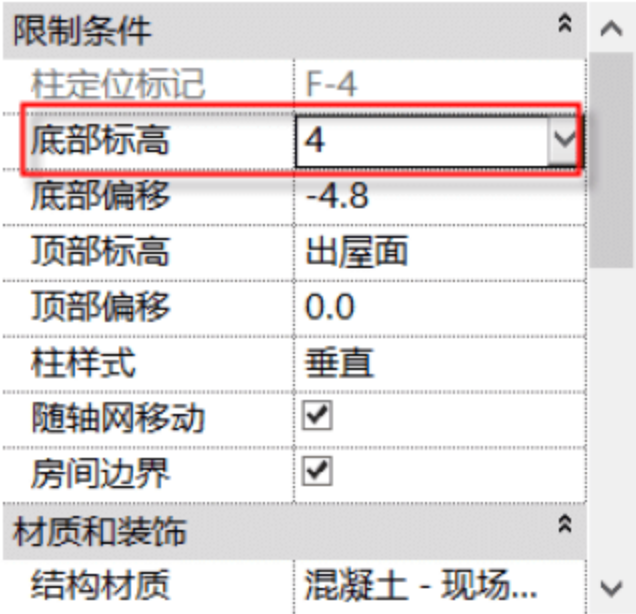 限制条件
柱定位标记 F-4
底部标高 4
底部偏移 -4.8
顶部标高 出屋面
顶部偏移 0.0
柱样式 垂直
随轴网移动
房间边界
材质和装饰
结构材质 混凝土 - 现场...